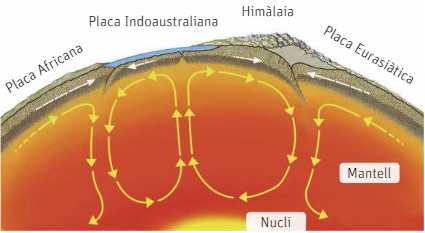 Himàlaia
Placa Indoaustraliana
Placa Africana
Placa Eurasiàtica
Mantell
Nucli